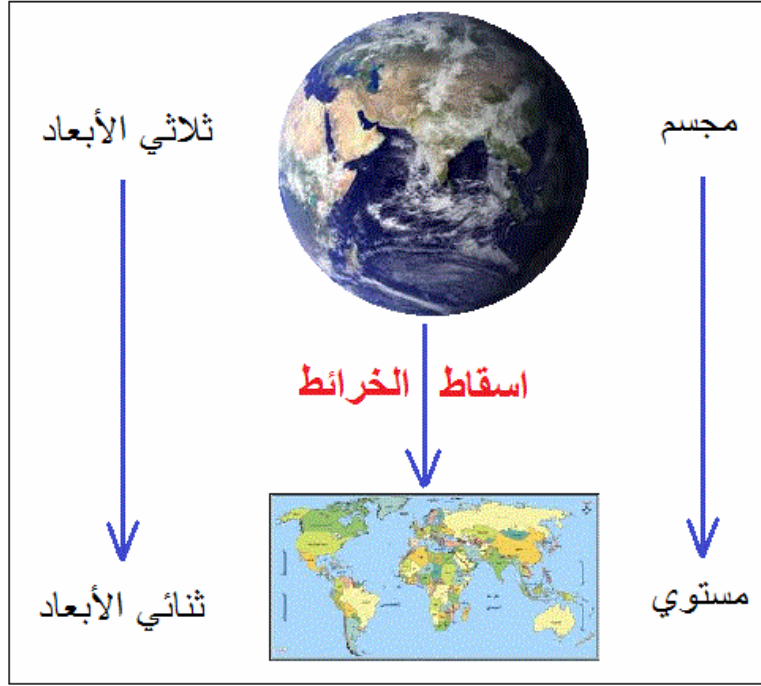 مجسم
ثلاثي الأبعاد
اسقاط الخرائط
مستوي
ثنائي الأبعاد